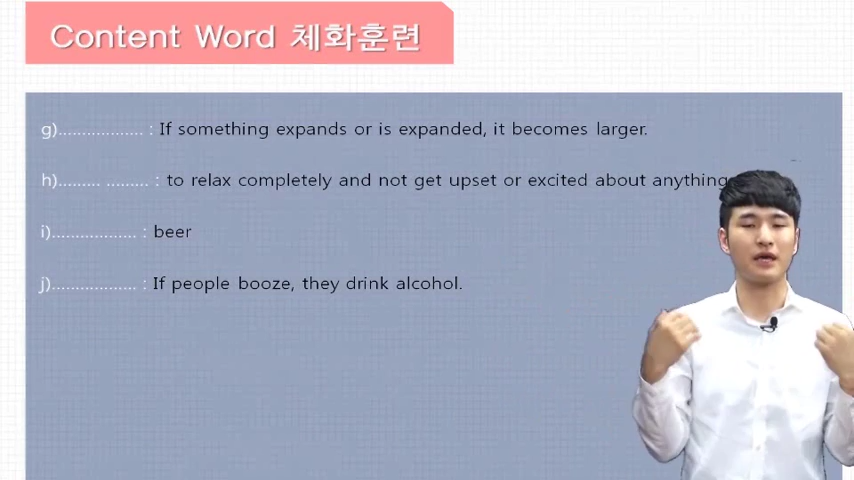 Content Word 체화훈련
g).................. : If something expands or is expanded, it becomes larger.
h)......... ......... : to relax completely and not get upset or excited about anything
i).................. : beer
j).................. : If people booze, they drink alcohol.